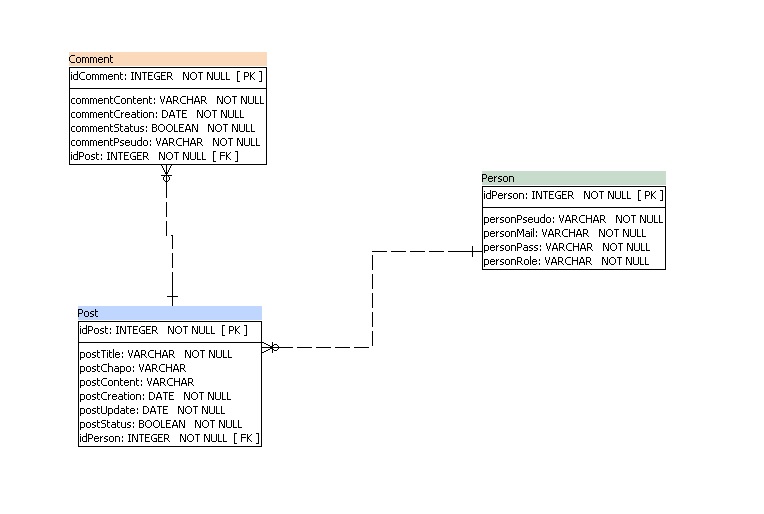 Comment
idComment: INTEGER NOT NULL [ PK ]
commentContent: VARCHAR NOT NULL
commentCreation: DATE NOT NULL
commentStatus: BOOLEAN NOT NULL
commentPseudo: VARCHAR NOT NULL
idPost: INTEGER NOT NULL [ FK ]
Person
idPerson: INTEGER NOT NULL [ PK ]
personPseudo: VARCHAR NOT NULL
personMail: VARCHAR NOT NULL
personPass: VARCHAR NOT NULL
personRole: VARCHAR NOT NULL
Post
idPost: INTEGER NOT NULL [ PK ]
postTitle: VARCHAR NOT NULL
postChapo: VARCHAR
postContent: VARCHAR
postCreation: DATE NOT NULL
postUpdate: DATE NOT NULL
postStatus: BOOLEAN NOT NULL
idPerson: INTEGER NOT NULL [ FK ]